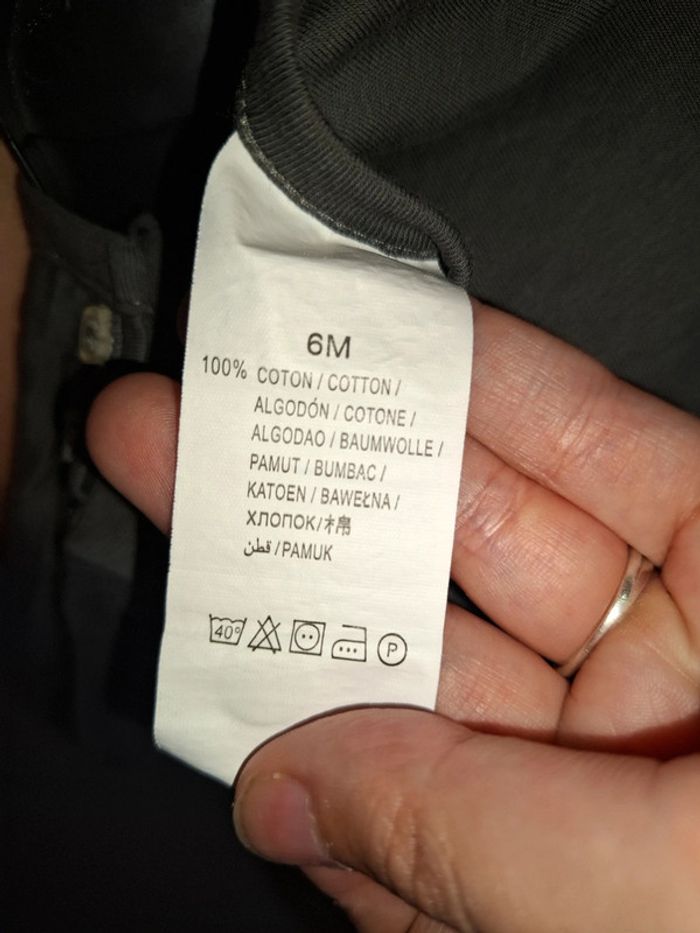 6M
100% COTON / COTTON /
ALGODÓN / COTONE /
ALGODAO / BAUMWOLLE /
PAMUT / BUMBAC /
KATOEN / BAWEŁNA /
ХЛОПОК/棉
قطن /PAMUK
40° P